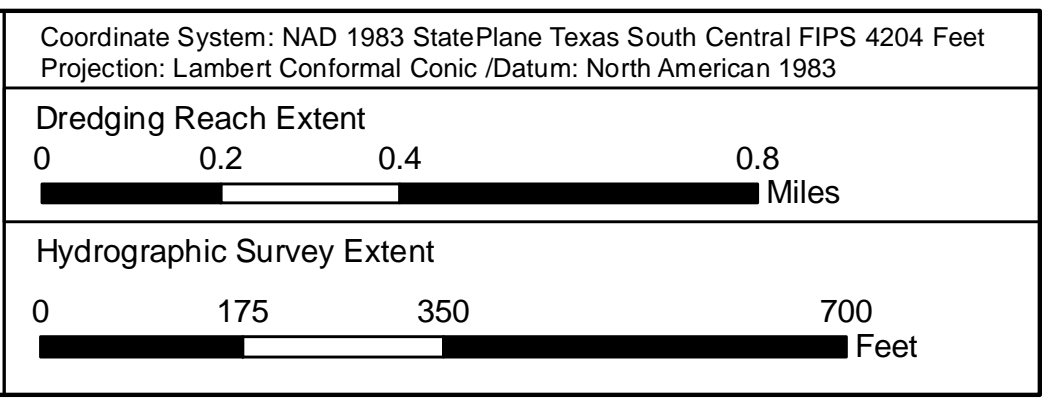 Coordinate System: NAD 1983 StatePlane Texas South Central FIPS 4204 Feet
Projection: Lambert Conformal Conic /Datum: North American 1983
Dredging Reach Extent
0 0.2 0.4 0.8
Miles
Hydrographic Survey Extent
0 175 350 700
Feet